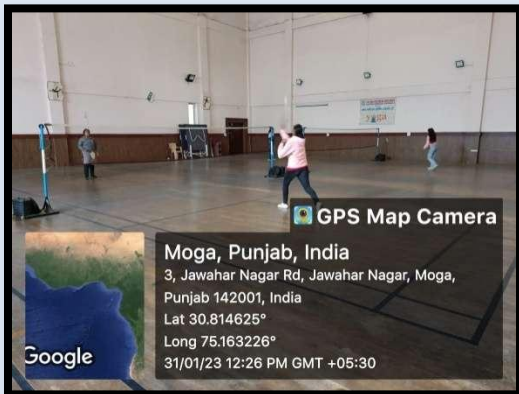 GPS Map Camera
Moga, Punjab, India
3, Jawahar Nagar Rd, Jawahar Nagar, Moga,
Punjab 142001, India
Lat 30.814625°
Long 75.163226°
31/01/23 12:26 PM GMT +05:30
Google